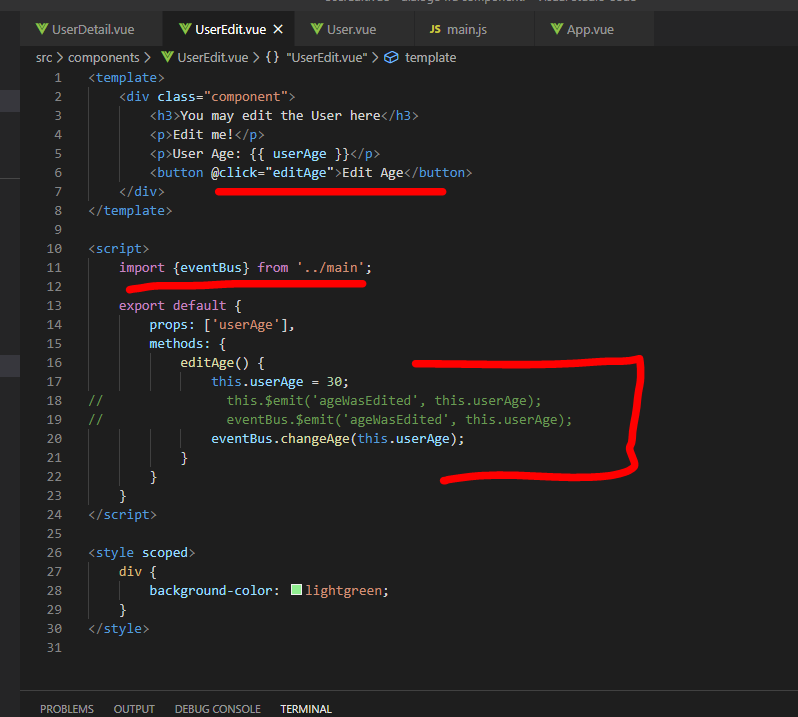 UserDetail.vue UserEdit.vue User.vue JS main.js App.vue
src > components > UserEdit.vue > {} "UserEdit.vue" > template
1 <template>
2 <div class="component">
3 <h3>You may edit the User here</h3>
4 <p>Edit me!</p>
5 <p>User Age: {{ userAge }}</p>
6 <button @click="editAge">Edit Age</button>
7 </div>
8 </template>
9
10 <script>
11 import {eventBus} from '../main';
12
13 export default {
14 props: ['userAge'],
15 methods: {
16 editAge() {
17 this.userAge = 30;
18 // this.$emit('ageWasEdited', this.userAge);
19 // eventBus.$emit('ageWasEdited', this.userAge);
20 eventBus.changeAge(this.userAge);
21 }
22 }
23 }
24 </script>
25
26 <style scoped>
27 div {
28 background-color: lightgreen;
29 }
30 </style>
31
PROBLEMS OUTPUT DEBUG CONSOLE TERMINAL